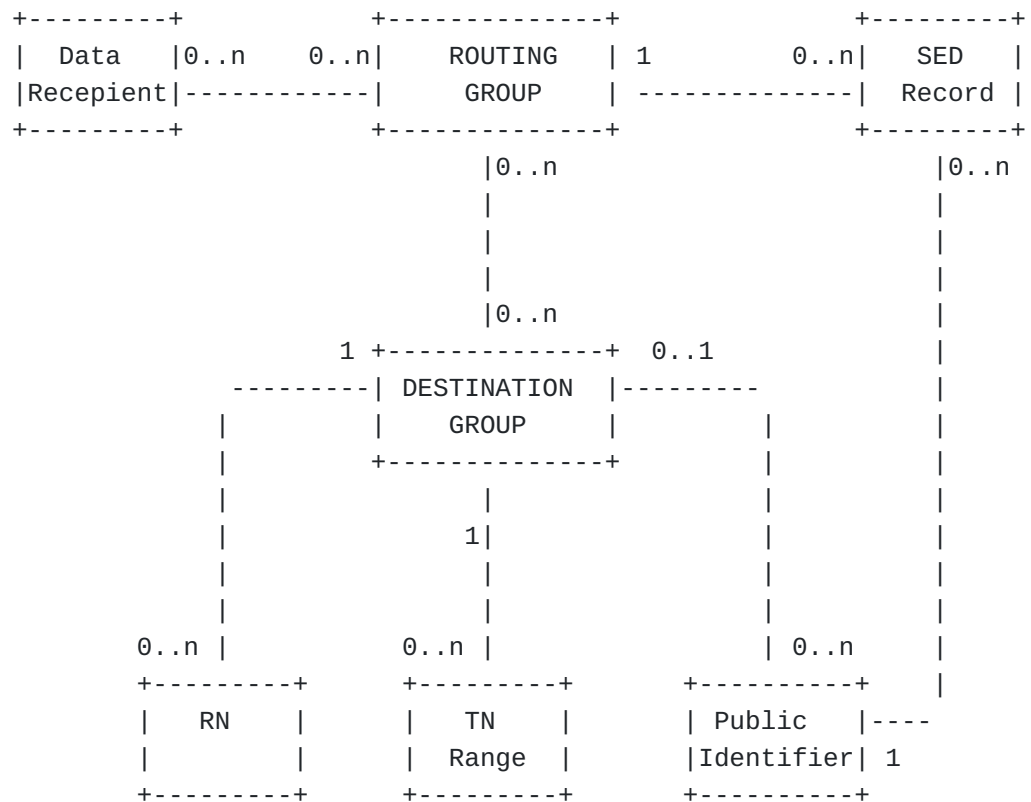 +---------+            +--------------+               +---------+
|  Data   |0..n    0..n|    ROUTING   | 1         0..n|   SED   |
|Recepient|------------|     GROUP    | --------------|  Record |
+---------+            +--------------+               +---------+
                              |0..n                        |0..n
                              |                            |
                              |                            |
                              |                            |
                              |0..n                        |
                     1 +--------------+  0..1              |
              ---------| DESTINATION  |---------           |
             |         |    GROUP     |         |          |
             |         +--------------+         |          |
             |                |                 |          |
             |               1|                 |          |
             |                |                 |          |
             |                |                 |          |
        0..n |           0..n |                 | 0..n     |
        +---------+      +---------+       +----------+    |
        |   RN    |      |   TN    |       | Public   |----
        |         |      |  Range  |       |Identifier| 1
        +---------+      +---------+       +----------+